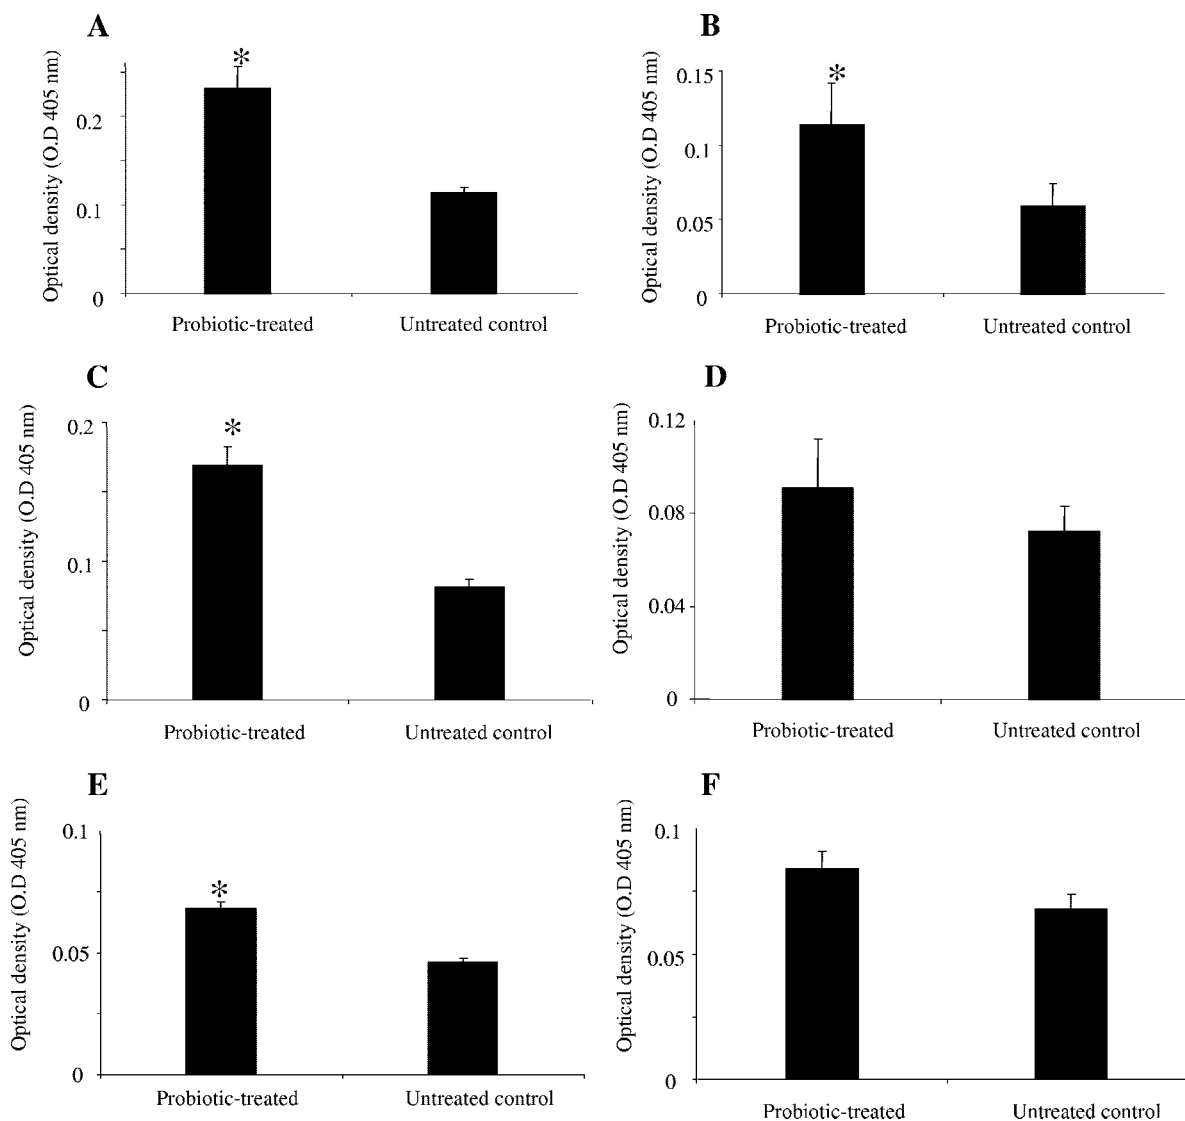 A
Optical density (O.D 405 nm)
*
0.2
0.1
0
Probiotic-treated
Untreated control
B
Optical density (O.D 405 nm)
*
0.15
0.1
0.05
0
Probiotic-treated
Untreated control
C
Optical density (O.D 405 nm)
*
0.2
0.1
0
Probiotic-treated
Untreated control
D
Optical density (O.D 405 nm)
0.12
0.08
0.04
0
Probiotic-treated
Untreated control
E
Optical density (O.D 405 nm)
*
0.1
0.05
0
Probiotic-treated
Untreated control
F
Optical density (O.D 405 nm)
0.1
0.05
0
Probiotic-treated
Untreated control